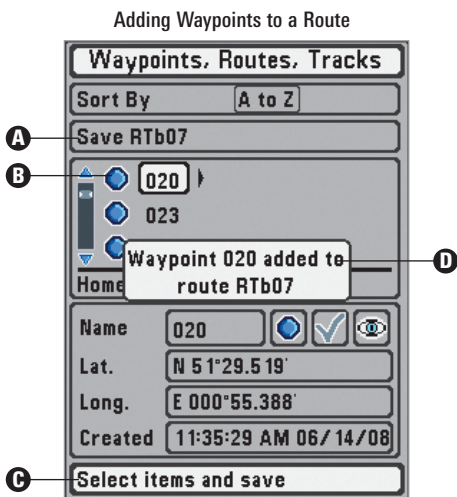 Adding Waypoints to a Route
Waypoints, Routes, Tracks
Sort By A to Z
A Save RTb07
B 020
023
Waypoint 020 added to D
route RTb07
Home
Name 020
Lat. N 51°29.519'
Long. E 000°55.388'
Created 11:35:29 AM 06/14/08
C Select items and save